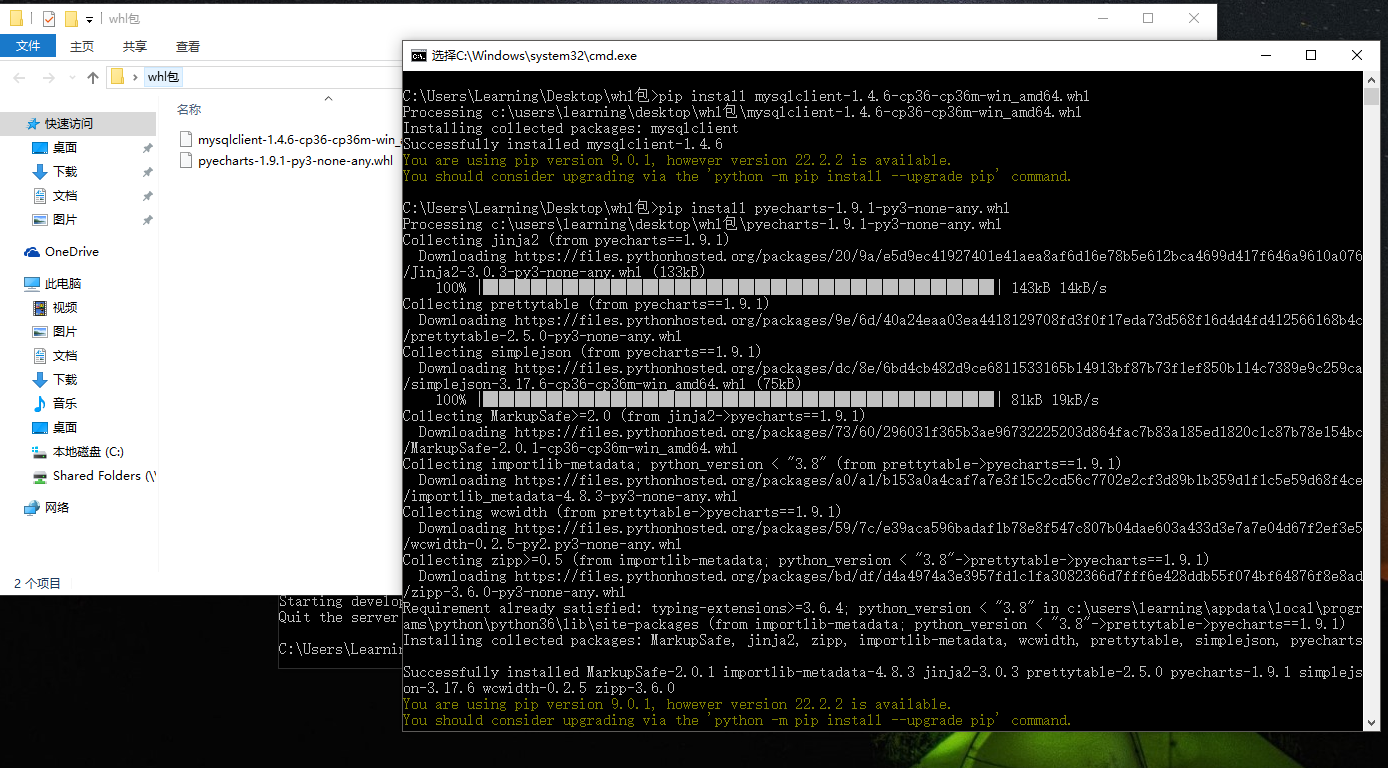 whl包
文件
主页
共享
查看
whl包
名称
快速访问
桌面
下载
文档
图片
OneDrive
此电脑
视频
图片
文档
下载
音乐
桌面
本地磁盘 (C:)
Shared Folders (\\
网络
mysqlclient-1.4.6-cp36-cp36m-win_
pyecharts-1.9.1-py3-none-any.whl
2 个项目
Starting develop
Quit the server
C:\Users\Learnin
选择C:\Windows\system32\cmd.exe
C:\Users\Learning\Desktop\whl包>pip install mysqlclient-1.4.6-cp36-cp36m-win_amd64.whl
Processing c:\users\learning\desktop\whl包\mysqlclient-1.4.6-cp36-cp36m-win_amd64.whl
Installing collected packages: mysqlclient
Successfully installed mysqlclient-1.4.6
You are using pip version 9.0.1, however version 22.2.2 is available.
You should consider upgrading via the 'python -m pip install --upgrade pip' command.
C:\Users\Learning\Desktop\whl包>pip install pyecharts-1.9.1-py3-none-any.whl
Processing c:\users\learning\desktop\whl包\pyecharts-1.9.1-py3-none-any.whl
Collecting jinja2 (from pyecharts==1.9.1)
Downloading https://files.pythonhosted.org/packages/20/9a/e5d9ec41927401e41aea8af6d16e78b5e612bca4699d417f646a9610a076
/Jinja2-3.0.3-py3-none-any.whl (133kB)
100% | | 143kB 14kB/s
Collecting prettytable (from pyecharts==1.9.1)
Downloading https://files.pythonhosted.org/packages/9e/6d/40a24eaa03ea4418129708fd3f0f17eda73d568f16d4d4fd412566168b4c
/prettytable-2.5.0-py3-none-any.whl
Collecting simplejson (from pyecharts==1.9.1)
Downloading https://files.pythonhosted.org/packages/dc/8e/6bd4cb482d9ce6811533165b14913bf87b73f1ef850b114c7389e9c259ca
/simplejson-3.17.6-cp36-cp36m-win_amd64.whl (75kB)
100% | | 81kB 19kB/s
Collecting MarkupSafe>=2.0 (from jinja2->pyecharts==1.9.1)
Downloading https://files.pythonhosted.org/packages/73/60/296031f365b3ae96732225203d864fac7b83a185ed1820c1c87b78e154bc
/MarkupSafe-2.0.1-cp36-cp36m-win_amd64.whl
Collecting importlib-metadata; python_version < "3.8" (from prettytable->pyecharts==1.9.1)
Downloading https://files.pythonhosted.org/packages/a0/a1/b153a0a4caf7a7e3f15c2cd56c7702e2cf3d89b1b359d1f1c5e59d68f4ce
/importlib_metadata-4.8.3-py3-none-any.whl
Collecting wcwidth (from prettytable->pyecharts==1.9.1)
Downloading https://files.pythonhosted.org/packages/59/7c/e39aca596badaf1b78e8f547c807b04dae603a433d3e7a7e04d67f2ef3e5
/wcwidth-0.2.5-py2.py3-none-any.whl
Collecting zipp>=0.5 (from importlib-metadata; python_version < "3.8"->prettytable->pyecharts==1.9.1)
Downloading https://files.pythonhosted.org/packages/bd/df/d4a4974a3e3957fd1c1fa3082366d7fff6e428ddb55f074bf64876f8e8ad
/zipp-3.6.0-py3-none-any.whl
Requirement already satisfied: typing-extensions>=3.6.4; python_version < "3.8" in c:\users\learning\appdata\local\progr
ams\python\python36\lib\site-packages (from importlib-metadata; python_version < "3.8"->prettytable->pyecharts==1.9.1)
Installing collected packages: MarkupSafe, jinja2, zipp, importlib-metadata, wcwidth, prettytable, simplejson, pyecharts
Successfully installed MarkupSafe-2.0.1 importlib-metadata-4.8.3 jinja2-3.0.3 prettytable-2.5.0 pyecharts-1.9.1 simplejs
on-3.17.6 wcwidth-0.2.5 zipp-3.6.0
You are using pip version 9.0.1, however version 22.2.2 is available.
You should consider upgrading via the 'python -m pip install --upgrade pip' command.